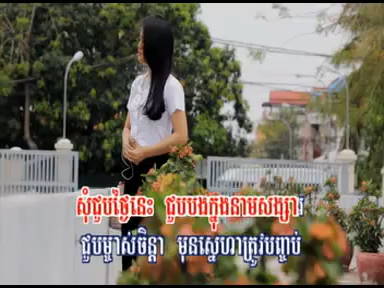 សុំជួបថ្ងៃនេះ ជួបបងក្នុងនាមសង្សារ
ជួបម្ចាស់ចិន្តា មុនស្នេហាត្រូវបញ្ចប់